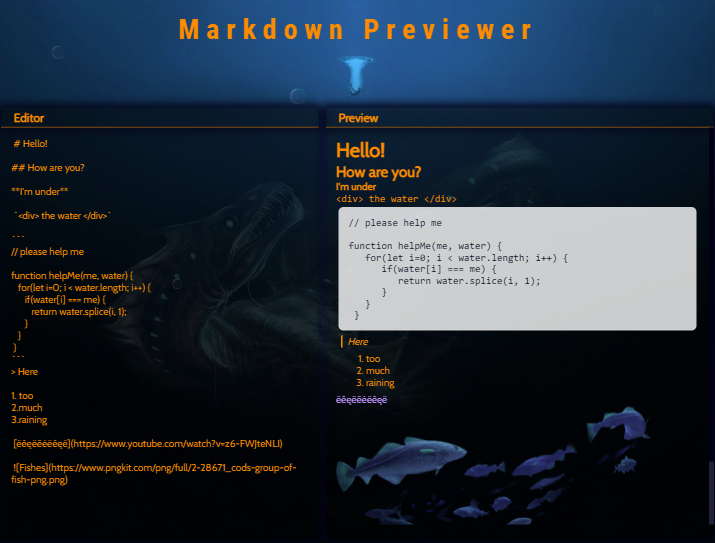 Markdown Previewer
Editor
# Hello!
## How are you?
**I'm under**
`<div> the water </div>`
```
// please help me
function helpMe(me, water) {
for(let i=0; i < water.length; i++) {
if(water[i] === me) {
return water.splice(i, 1);
}
}
}
```
> Here
1. too
2.much
3.raining
[ëêęëêëêęë](https://www.youtube.com/watch?v=z6-FWJteNLI)
![Fishes](https://www.pngkit.com/png/full/2-28671_cods-group-of-
fish-png.png)
Preview
Hello!
How are you?
I'm under
<div> the water </div>
// please help me
function helpMe(me, water) {
for(let i=0; i < water.length; i++) {
if(water[i] === me) {
return water.splice(i, 1);
}
}
}
Here
1. too
2. much
3. raining